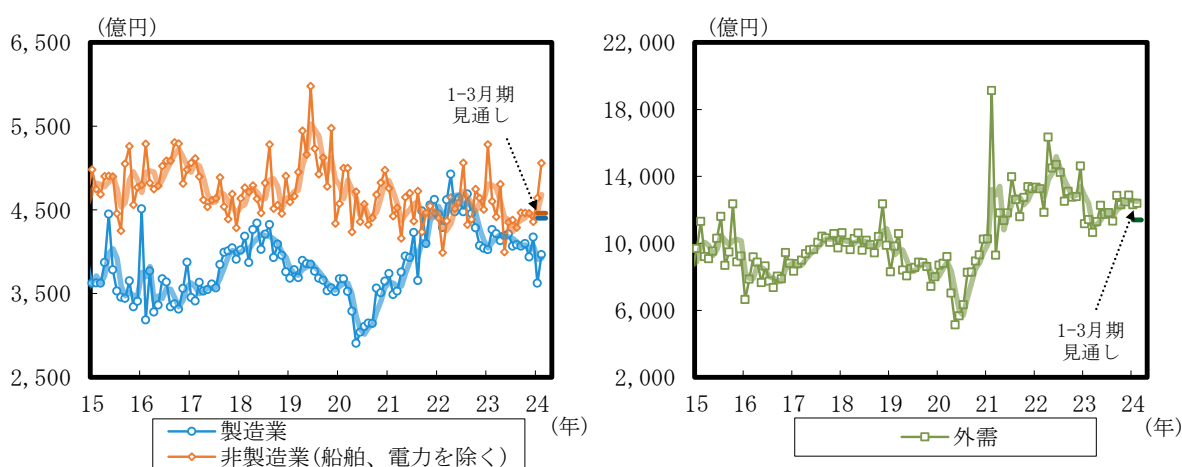 (億円)
6,500
5,500
4,500
3,500
2,500
1-3月期
見通し
15 16 17 18 19 20 21 22 23 24
(年)
製造業
非製造業(船舶、電力を除く)
(億円)
22,000
18,000
14,000
10,000
6,000
2,000
1-3月期
見通し
15 16 17 18 19 20 21 22 23 24
(年)
外需